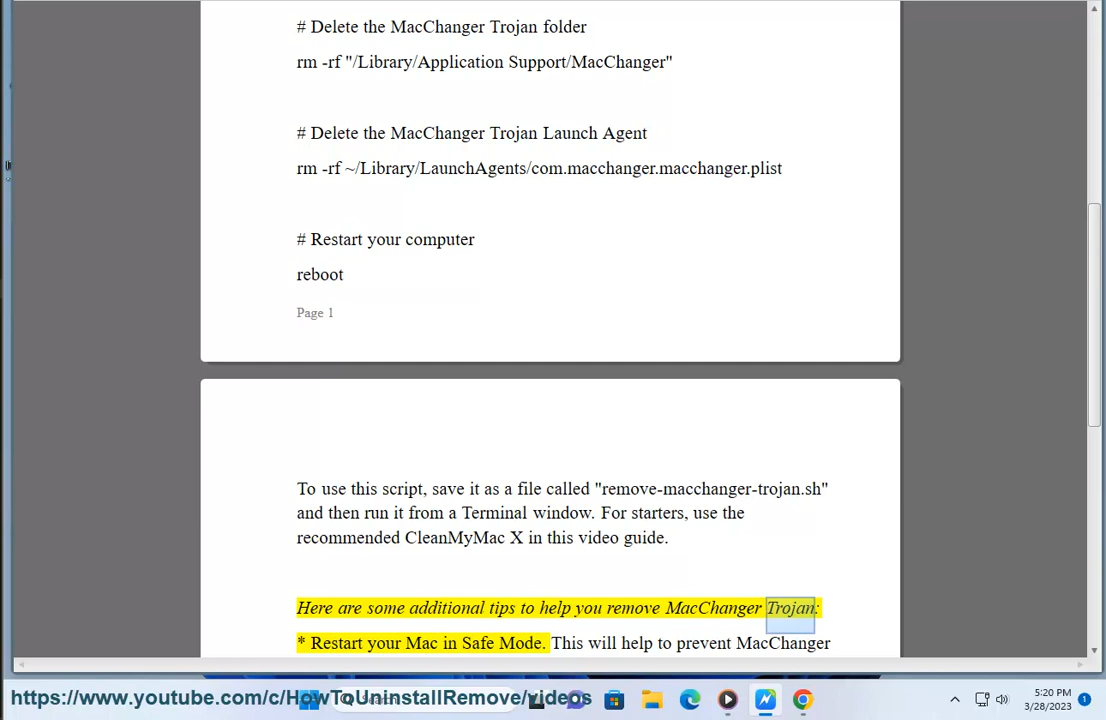 # Delete the MacChanger Trojan folder
rm -rf "/Library/Application Support/MacChanger"
# Delete the MacChanger Trojan Launch Agent
rm -rf ~/Library/LaunchAgents/com.macchanger.macchanger.plist
# Restart your computer
reboot
Page 1
To use this script, save it as a file called "remove-macchanger-trojan.sh"
and then run it from a Terminal window. For starters, use the
recommended CleanMyMac X in this video guide.
Here are some additional tips to help you remove MacChanger Trojan:
* Restart your Mac in Safe Mode. This will help to prevent MacChanger
https://www.youtube.com/c/HowToUninstallRemove/videos
5:20 PM
3/28/2023
1